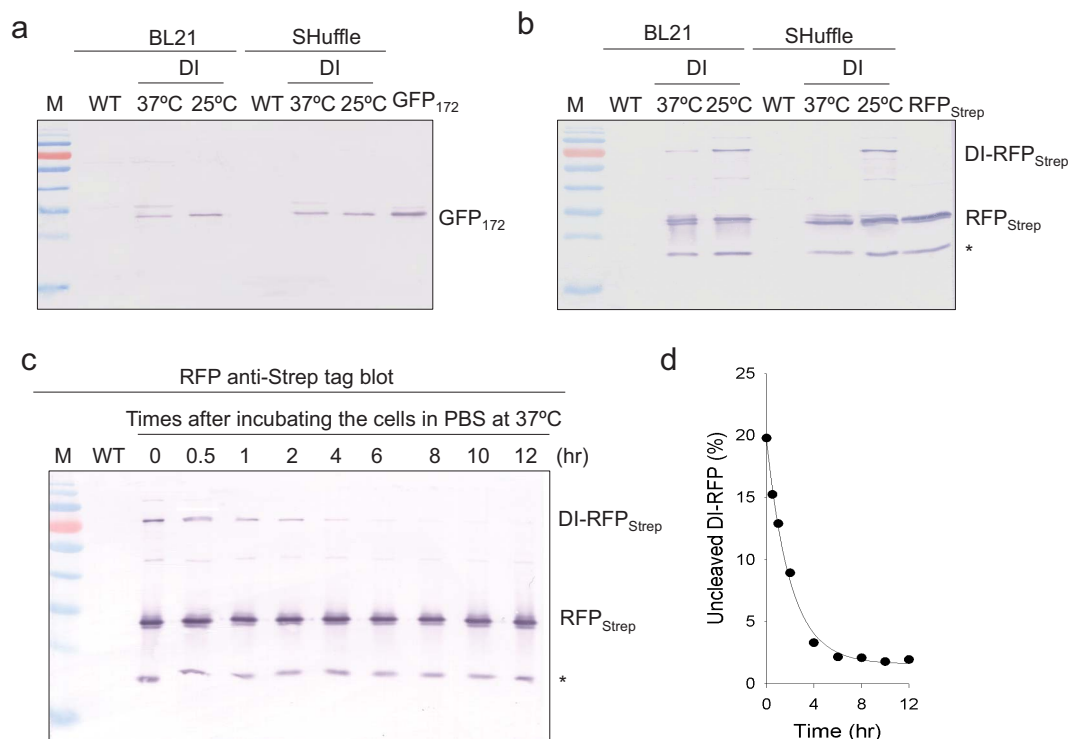 a
BL21 SHuffle
DI DI
M WT 37ºC 25ºC WT 37ºC 25ºC GFP172
GFP172
b
BL21 SHuffle
DI DI
M WT 37ºC 25ºC WT 37ºC 25ºC RFPStrep
DI-RFPStrep
RFPStrep
*
c
RFP anti-Strep tag blot
Times after incubating the cells in PBS at 37ºC
M WT 0 0.5 1 2 4 6 8 10 12 (hr)
DI-RFPStrep
RFPStrep
*
d
Uncleaved DI-RFP (%)
25
20
15
10
5
0
0 4 8 12
Time (hr)